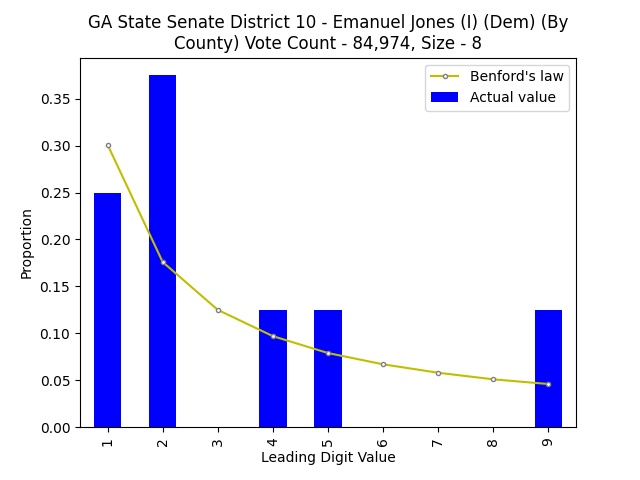 GA State Senate District 10 - Emanuel Jones (I) (Dem) (By
County) Vote Count - 84,974, Size - 8
Benford's law
Actual value
0.35
0.30
0.25
0.20
0.15
0.10
0.05
0.00
Proportion
1 2 3 4 5 6 7 8 9
Leading Digit Value